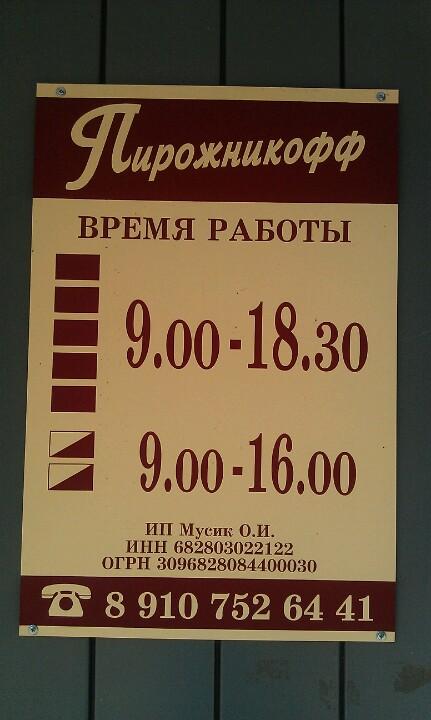 Пирожникофф
ВРЕМЯ РАБОТЫ
9.00-18.30
9.00-16.00
ИП Мусик О.И.
ИНН 682803022122
ОГРН 3096828084400030
8 910 752 64 41